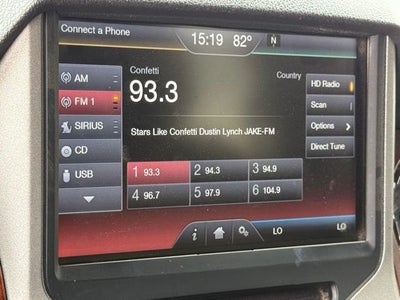 Connect a Phone
15:19 82° N
Confetti
Country
93.3
Stars Like Confetti Dustin Lynch JAKE-FM
AM
FM 1
SIRIUS
CD
USB
HD Radio
Scan
Options
Direct Tune
1 93.3 2 94.3 3 94.9
4 96.7 5 97.9 6 104.9
i
LO LO